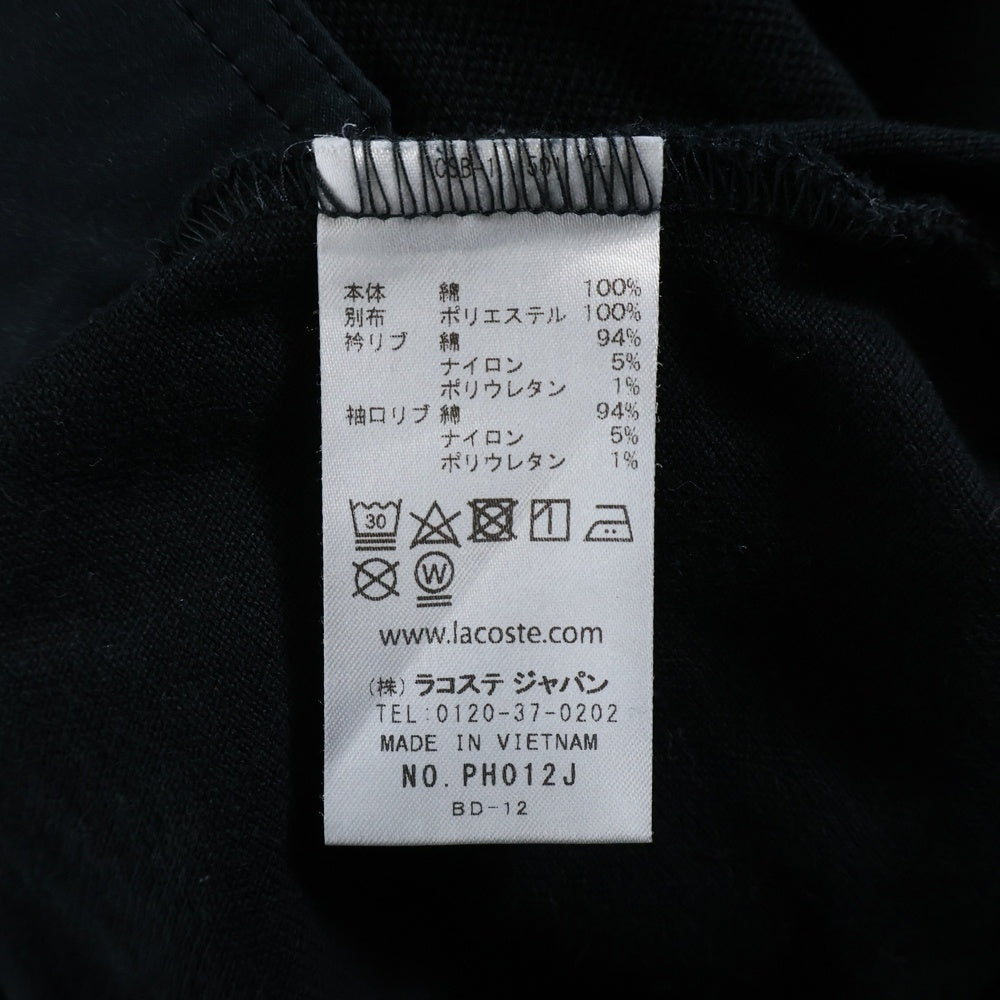 本体 綿 100%
別布 ポリエステル 100%
衿リブ 綿 94%
ナイロン 5%
ポリウレタン 1%
袖口リブ 綿 94%
ナイロン 5%
ポリウレタン 1%
30
W
www.lacoste.com
(株) ラコステ ジャパン
TEL:0120-37-0202
MADE IN VIETNAM
NO. PH012J
BD-12